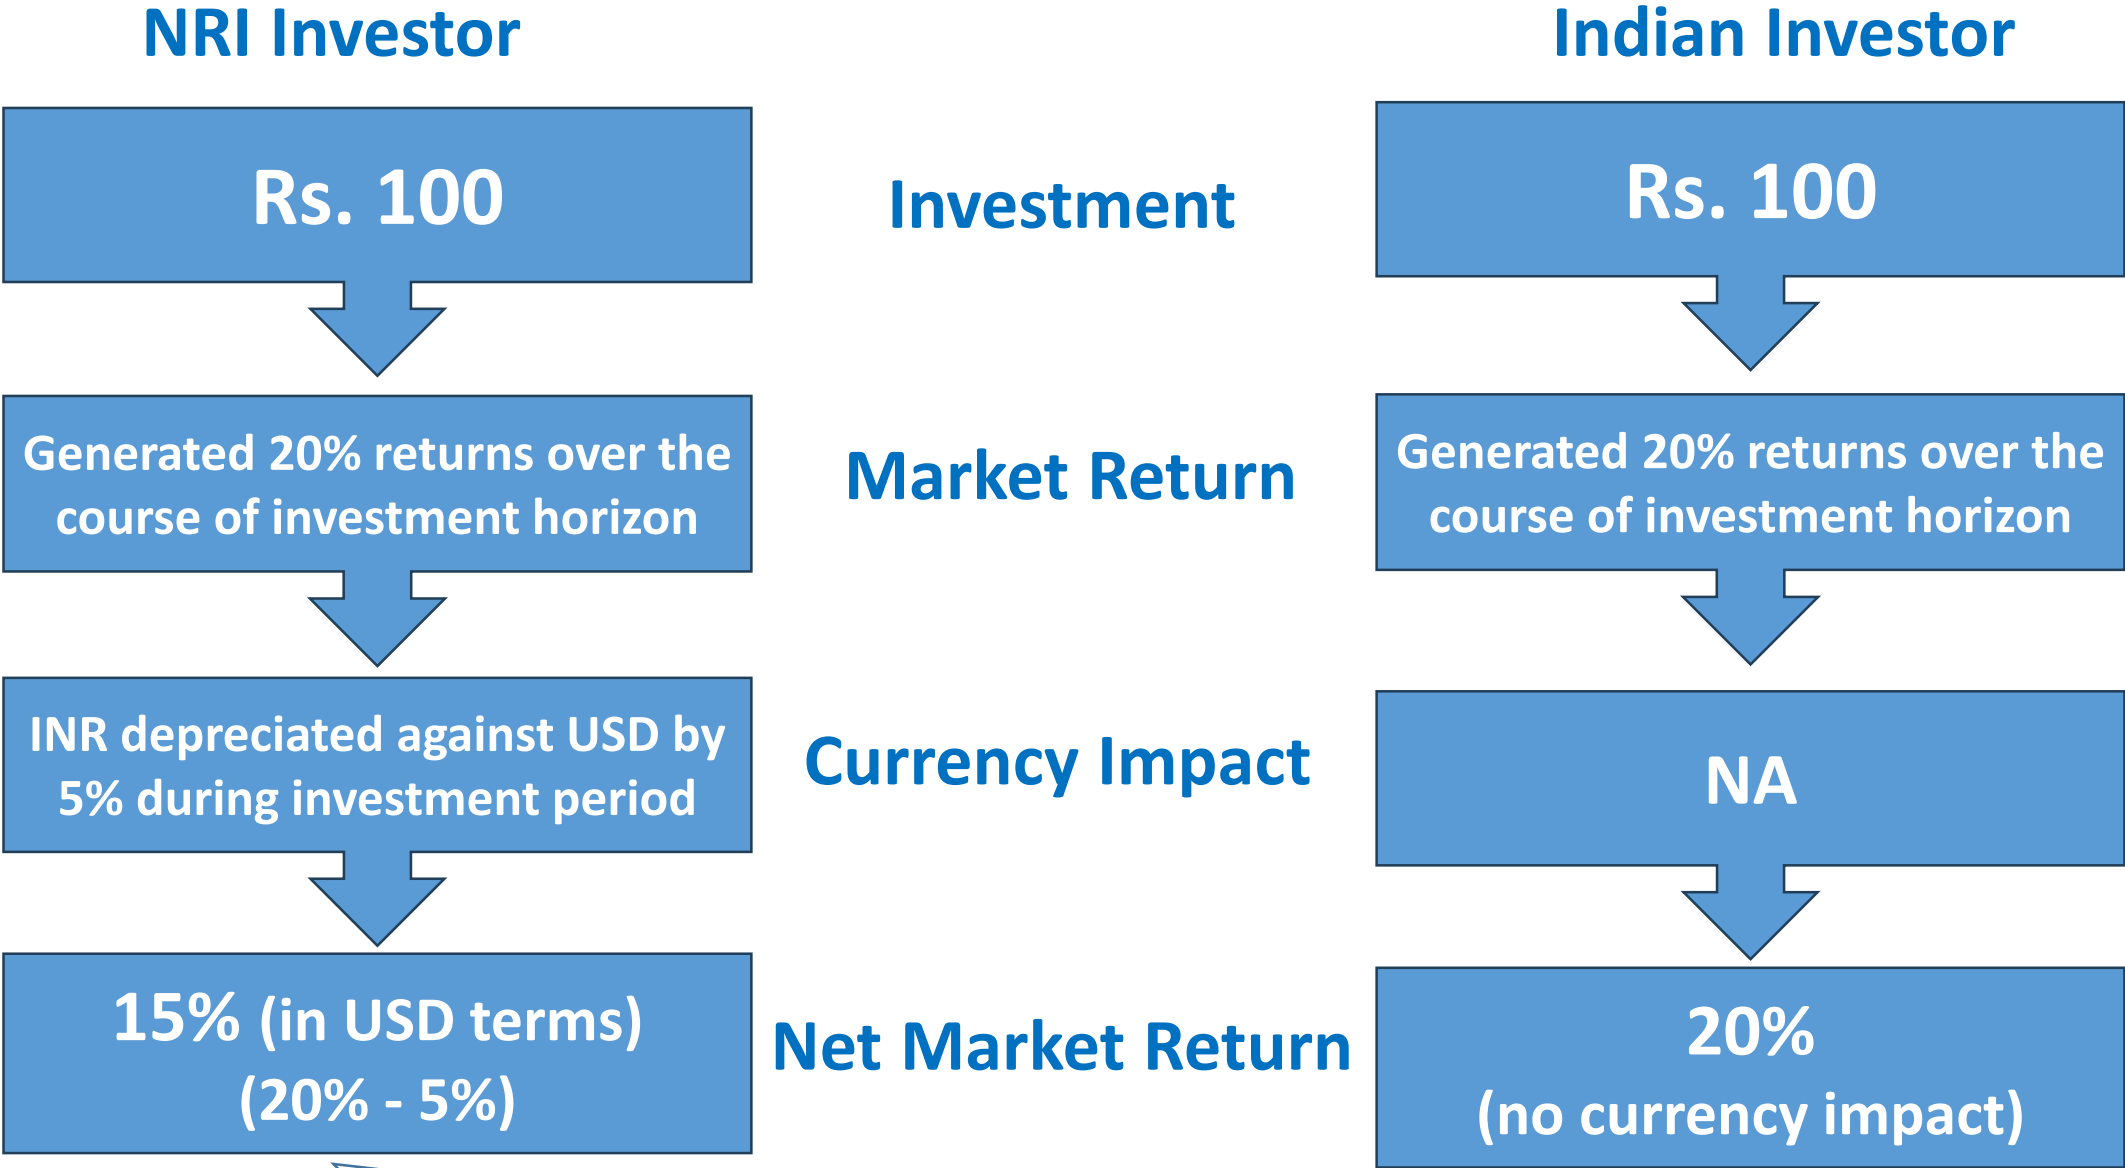 NRI Investor
Indian Investor
Rs. 100
Investment
Rs. 100
Generated 20% returns over the
course of investment horizon
Market Return
Generated 20% returns over the
course of investment horizon
INR depreciated against USD by
5% during investment period
Currency Impact
NA
15% (in USD terms)
(20% - 5%)
Net Market Return
20%
(no currency impact)